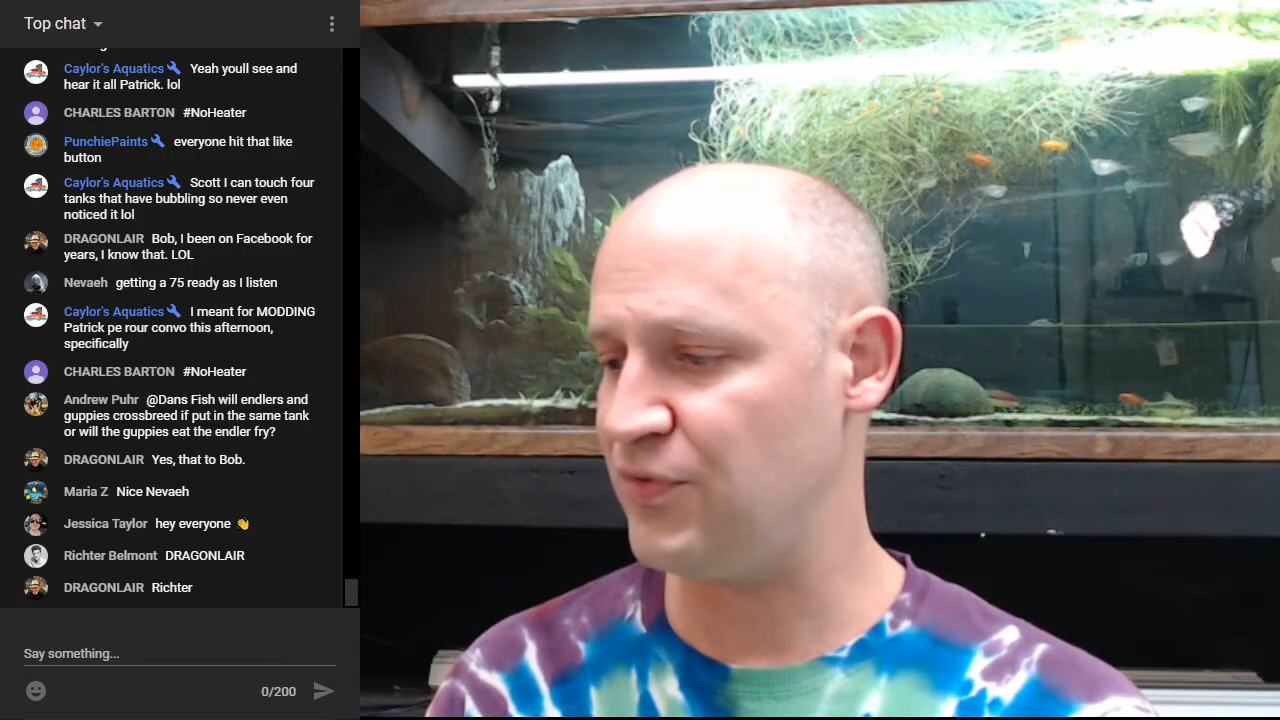 Top chat
Caylor's Aquatics Yeah youll see and
hear it all Patrick. lol
CHARLES BARTON #NoHeater
PunchiePaints everyone hit that like
button
Caylor's Aquatics Scott I can touch four
tanks that have bubbling so never even
noticed it lol
DRAGONLAIR Bob, I been on Facebook for
years, I know that. LOL
Nevaeh getting a 75 ready as I listen
Caylor's Aquatics I meant for MODDING
Patrick pe rour convo this afternoon,
specifically
CHARLES BARTON #NoHeater
Andrew Puhr @Dans Fish will endlers and
guppies crossbreed if put in the same tank
or will the guppies eat the endler fry?
DRAGONLAIR Yes, that to Bob.
Maria Z Nice Nevaeh
Jessica Taylor hey everyone 👋
Richter Belmont DRAGONLAIR
DRAGONLAIR Richter
Say something...
0/200